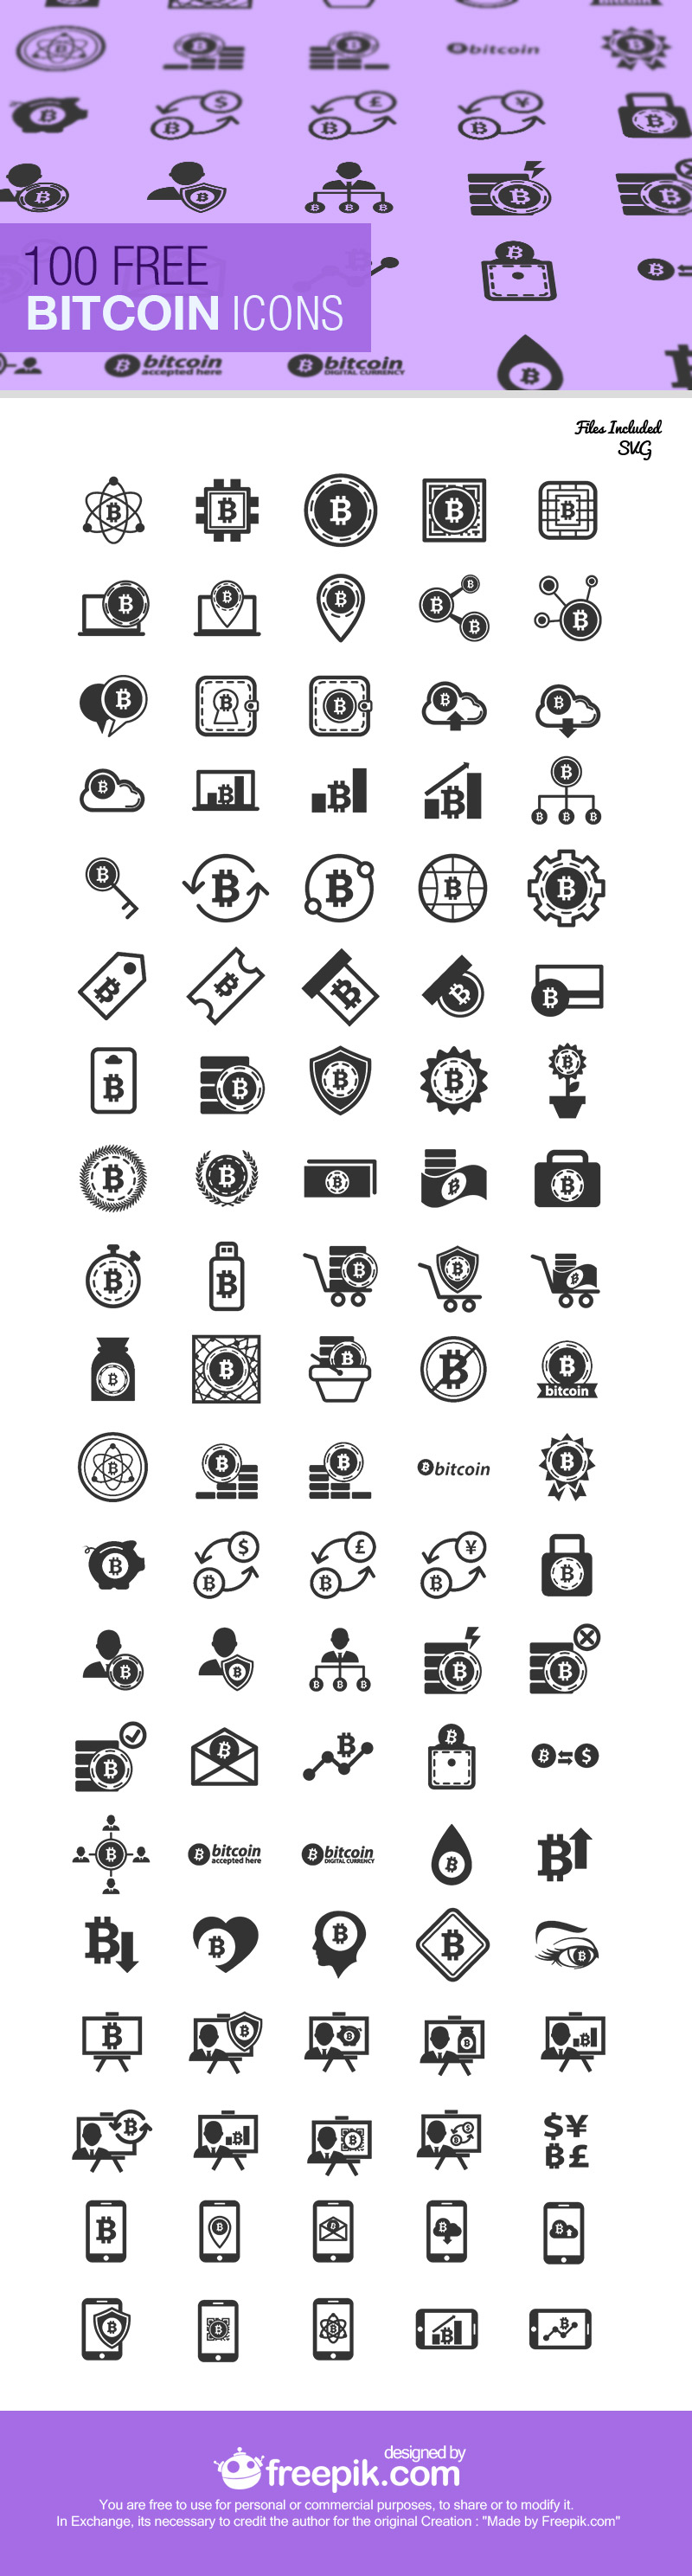 bitcoin
100 FREE
BITCOIN ICONS
bitcoin
accepted here
bitcoin
DIGITAL CURRENCY
Files Included
SVG
bitcoin
bitcoin
bitcoin
accepted here
bitcoin
DIGITAL CURRENCY
$¥
฿£
designed by
freepik.com
You are free to use for personal or commercial purposes, to share or to modify it.
In Exchange, its necessary to credit the author for the original Creation : "Made by Freepik.com"